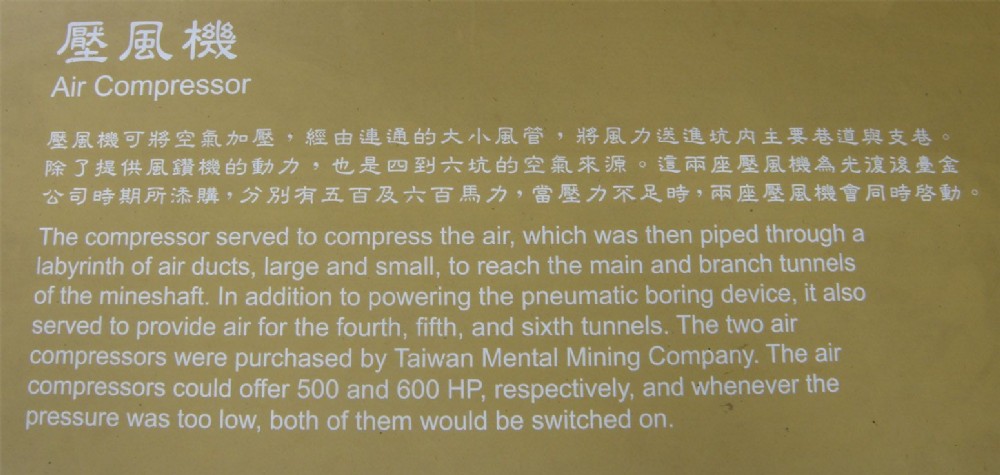 壓風機
Air Compressor
壓風機可將空氣加壓，經由連通的大小風管，將風力送進坑內主要巷道與支巷。
除了提供風鑽機的動力，也是四到六坑的空氣來源。這兩座壓風機為光復後臺金
公司時期所添購，分別有五百及六百馬力，當壓力不足時，兩座壓風機會同時啟動。
The compressor served to compress the air, which was then piped through a
labyrinth of air ducts, large and small, to reach the main and branch tunnels
of the mineshaft. In addition to powering the pneumatic boring device, it also
served to provide air for the fourth, fifth, and sixth tunnels. The two air
compressors were purchased by Taiwan Mental Mining Company. The air
compressors could offer 500 and 600 HP, respectively, and whenever the
pressure was too low, both of them would be switched on.